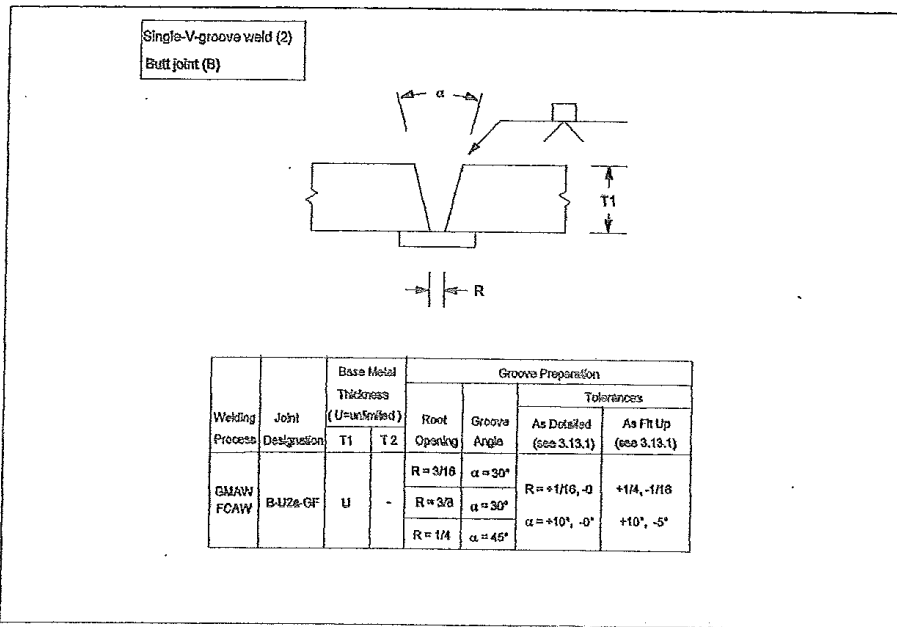 Single-V-groove weld (2)
Butt joint (B)
α
T1
R
Base Metal Thickness (U=unlimited)
Groove Preparation
Tolerances
Welding Process
Joint Designation
T1
T2
Root Opening
Groove Angle
As Detailed (see 3.13.1)
As Fit Up (see 3.13.1)
GMAW
FCAW
B-U2a-GF
U
-
R = 3/16
α = 30°
R = 3/8
α = 30°
R = 1/4
α = 45°
R = +1/16, -0
+1/4, -1/16
α = +10°, -0°
+10°, -5°